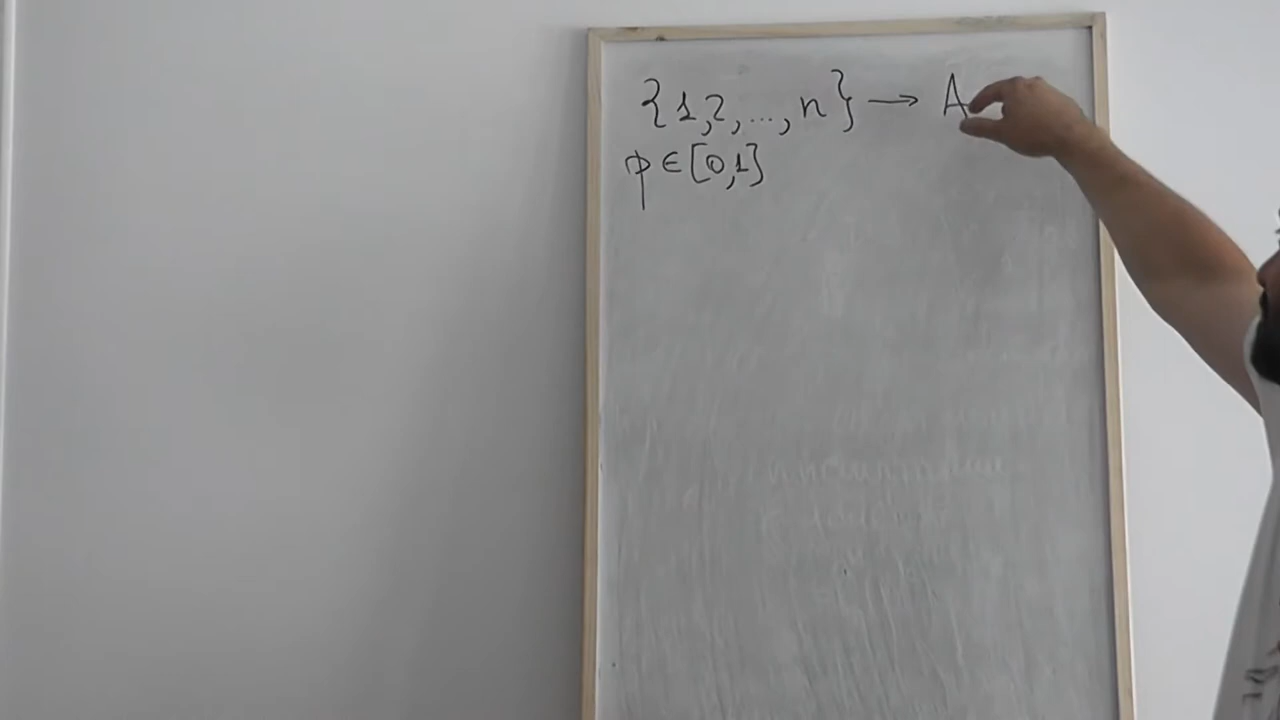 {1,2,...,n} → A
p ∈ [0,1]